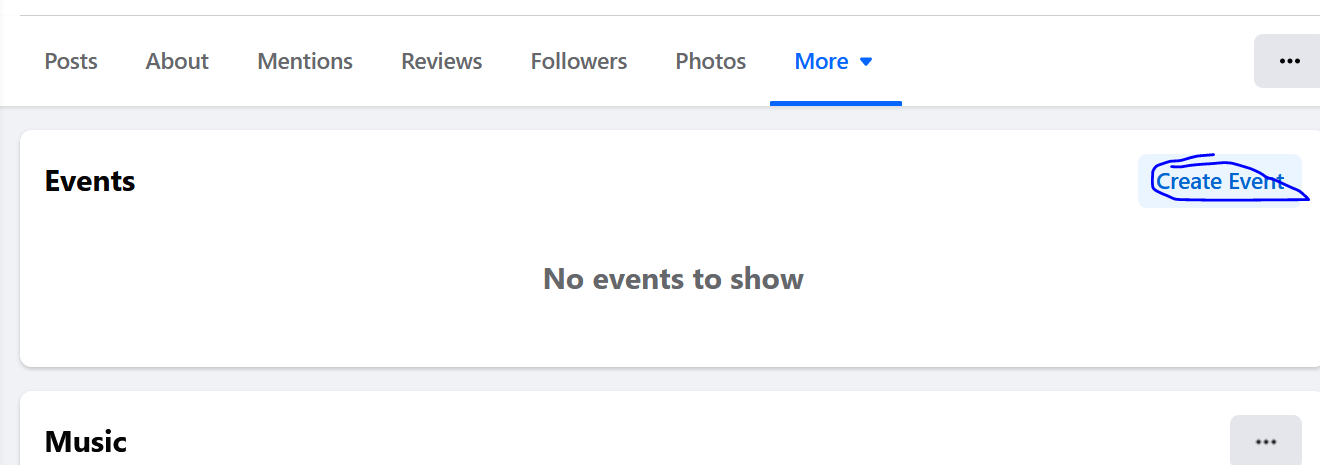 Posts About Mentions Reviews Followers Photos More
Events Create Event
No events to show
Music